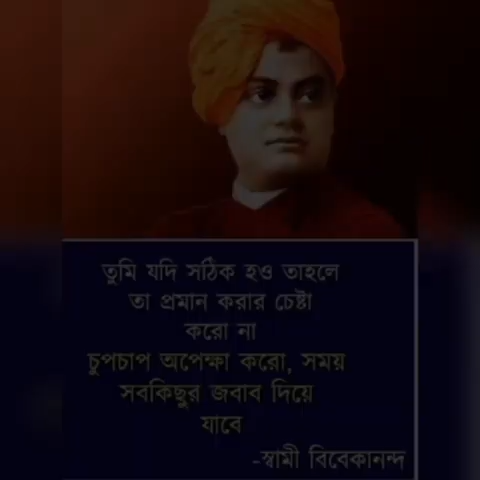 তুমি যদি সঠিক হও তাহলে
তা প্রমান করার চেষ্টা
করো না
চুপচাপ অপেক্ষা করো, সময়
সবকিছুর জবাব দিয়ে
যাবে
-স্বামী বিবেকানন্দ